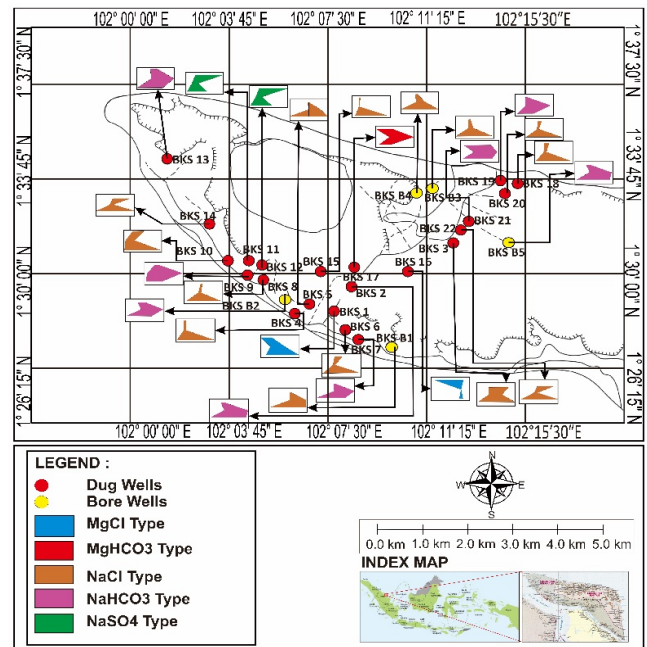 102° 00' 00" E 102° 03' 45" E 102° 07' 30" E 102° 11' 15" E 102° 15' 30" E
1° 37' 30" N
1° 37' 30" N
1° 33' 45" N
1° 33' 45" N
1° 30' 00" N
1° 30' 00" N
1° 26' 15" N
1° 26' 15" N
BKS 13
BKS 14
BKS 10
BKS 11
BKS 12
BKS 9
BKS 8
BKS B2
BKS 4
BKS 5
BKS 15
BKS 17
BKS 2
BKS 1
BKS 6
BKS 7
BKS B1
BKS 16
BKS 3
BKS 22
BKS 21
BKS B4
BKS B3
BKS 19
BKS 18
BKS 20
BKS B5
102° 00' 00" E 102° 03' 45" E 102° 07' 30" E 102° 11' 15" E 102° 15' 30" E
LEGEND :
Dug Wells
Bore Wells
MgCl Type
MgHCO3 Type
NaCl Type
NaHCO3 Type
NaSO4 Type
N
W E
S
0.0 km 1.0 km 2.0 km 3.0 km 4.0 km 5.0 km
INDEX MAP